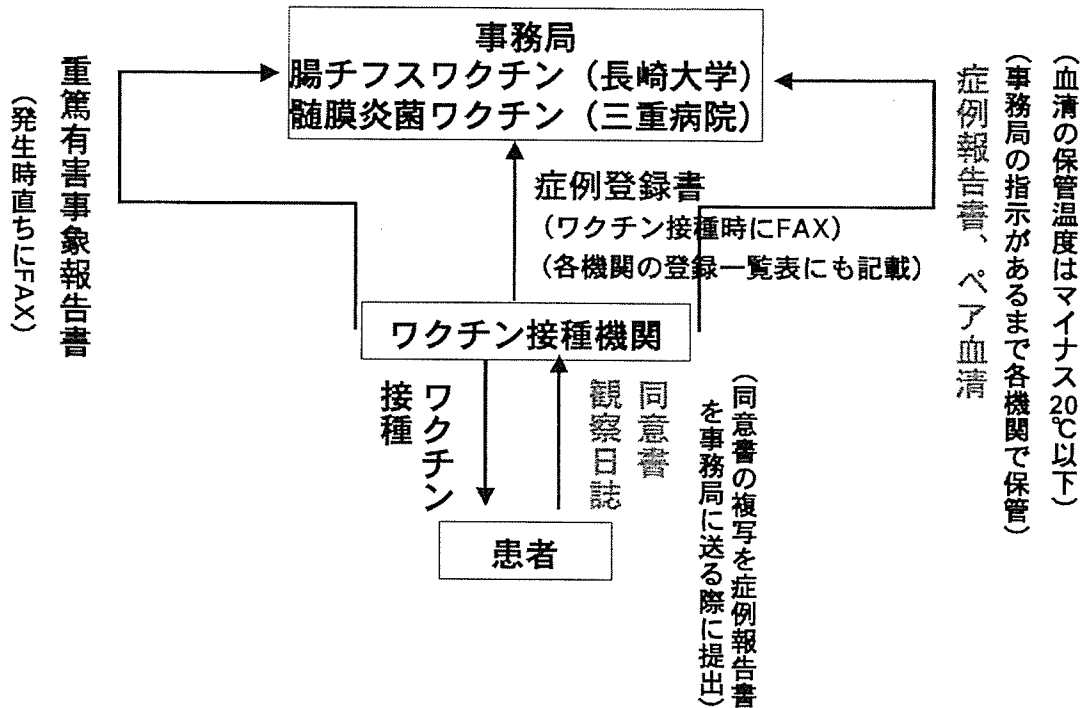 事務局
腸チフスワクチン（長崎大学）
髄膜炎菌ワクチン（三重病院）
重篤有害事象報告書
（発生時直ちにFAX）
症例登録書
（ワクチン接種時にFAX）
（各機関の登録一覧表にも記載）
症例報告書、ペア血清
（事務局の指示があるまで各機関で保管）
（血清の保管温度はマイナス20℃以下）
ワクチン接種機関
ワクチン
接種
同意書
観察日誌
（同意書の複写を症例報告書
を事務局に送る際に提出）
患者